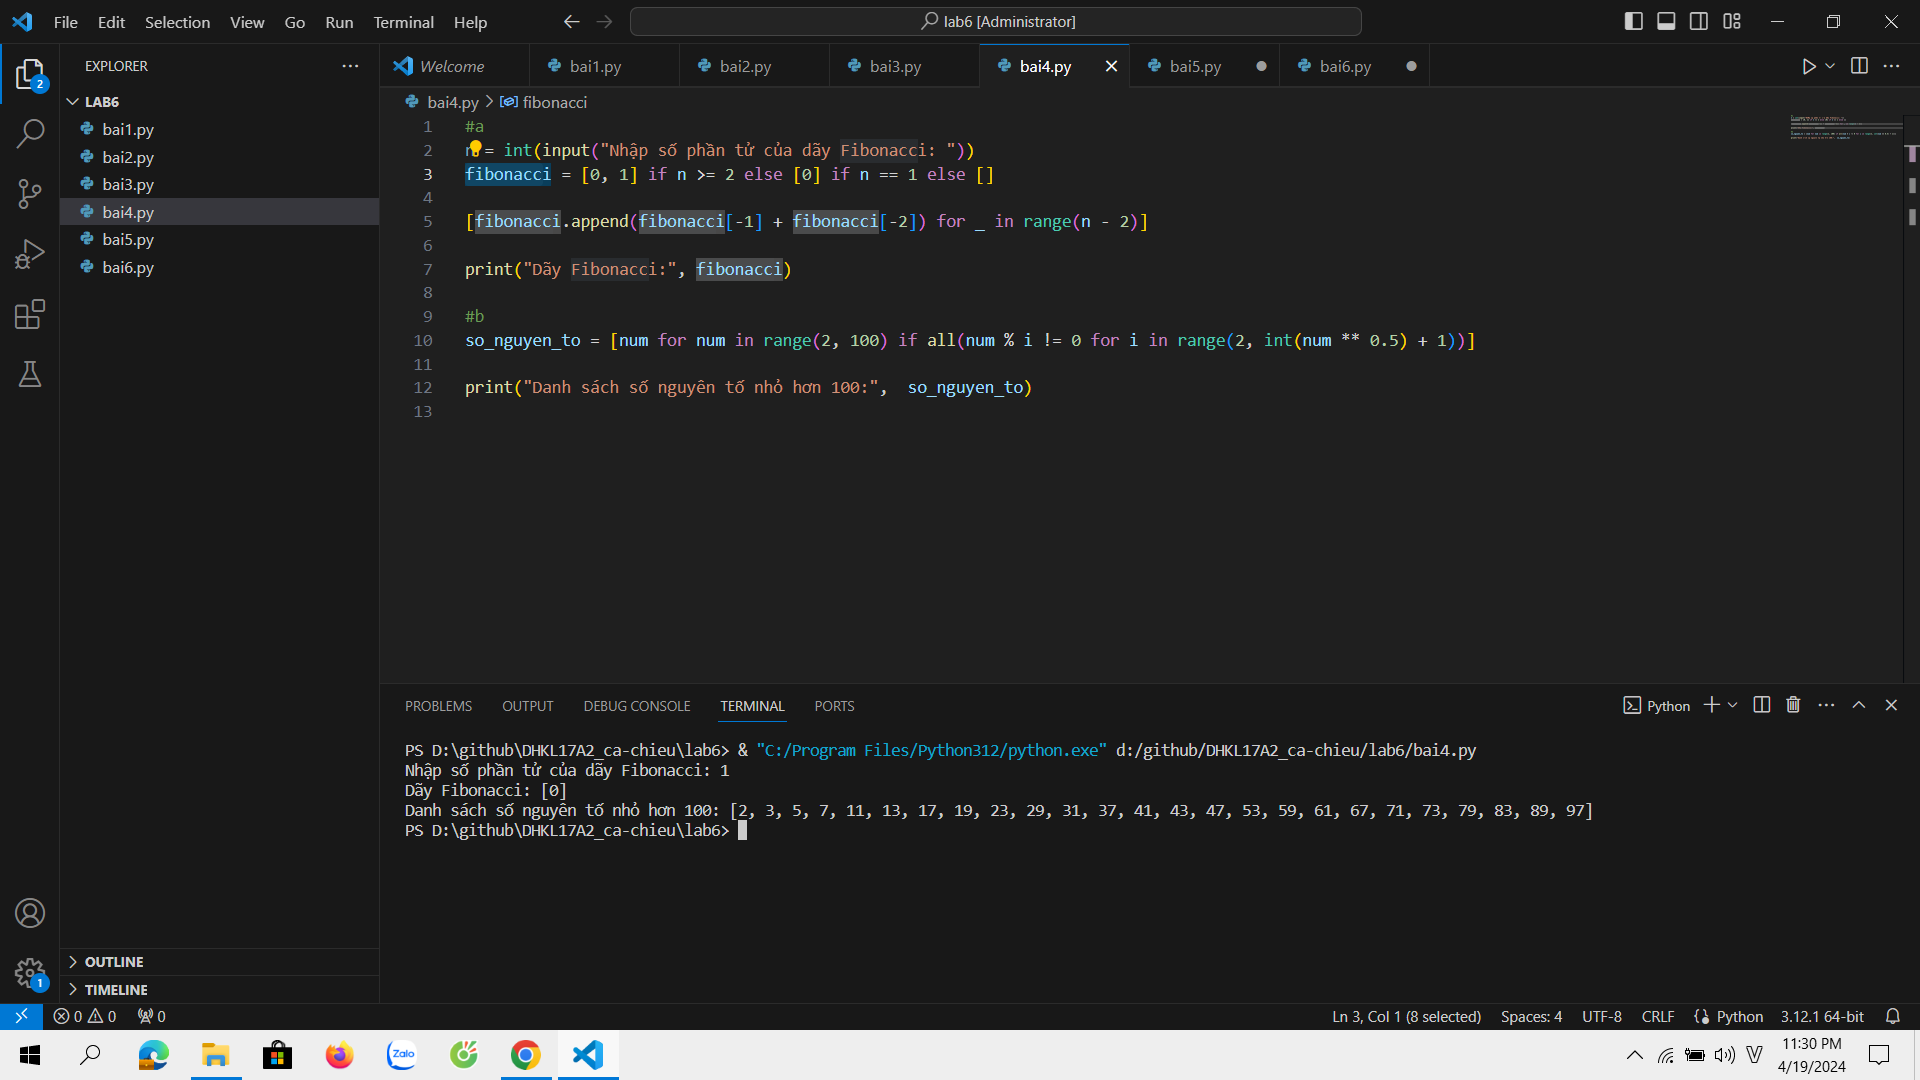 File Edit Selection View Go Run Terminal Help
lab6 [Administrator]
EXPLORER
Welcome
bai1.py
bai2.py
bai3.py
bai4.py
bai5.py
bai6.py
2
LAB6
bai1.py
bai2.py
bai3.py
bai4.py
bai5.py
bai6.py
bai4.py > fibonacci
1 #a
2 n = int(input("Nhập số phần tử của dãy Fibonacci: "))
3 fibonacci = [0, 1] if n >= 2 else [0] if n == 1 else []
4
5 [fibonacci.append(fibonacci[-1] + fibonacci[-2]) for _ in range(n - 2)]
6
7 print("Dãy Fibonacci:", fibonacci)
8
9 #b
10 so_nguyen_to = [num for num in range(2, 100) if all(num % i != 0 for i in range(2, int(num ** 0.5) + 1))]
11
12 print("Danh sách số nguyên tố nhỏ hơn 100:",  so_nguyen_to)
13
PROBLEMS OUTPUT DEBUG CONSOLE TERMINAL PORTS
Python
PS D:\github\DHKL17A2_ca-chieu\lab6> & "C:/Program Files/Python312/python.exe" d:/github/DHKL17A2_ca-chieu/lab6/bai4.py
Nhập số phần tử của dãy Fibonacci: 1
Dãy Fibonacci: [0]
Danh sách số nguyên tố nhỏ hơn 100: [2, 3, 5, 7, 11, 13, 17, 19, 23, 29, 31, 37, 41, 43, 47, 53, 59, 61, 67, 71, 73, 79, 83, 89, 97]
PS D:\github\DHKL17A2_ca-chieu\lab6>
OUTLINE
TIMELINE
1
0 0 0
Ln 3, Col 1 (8 selected) Spaces: 4 UTF-8 CRLF Python 3.12.1 64-bit
Zalo
V
11:30 PM
4/19/2024